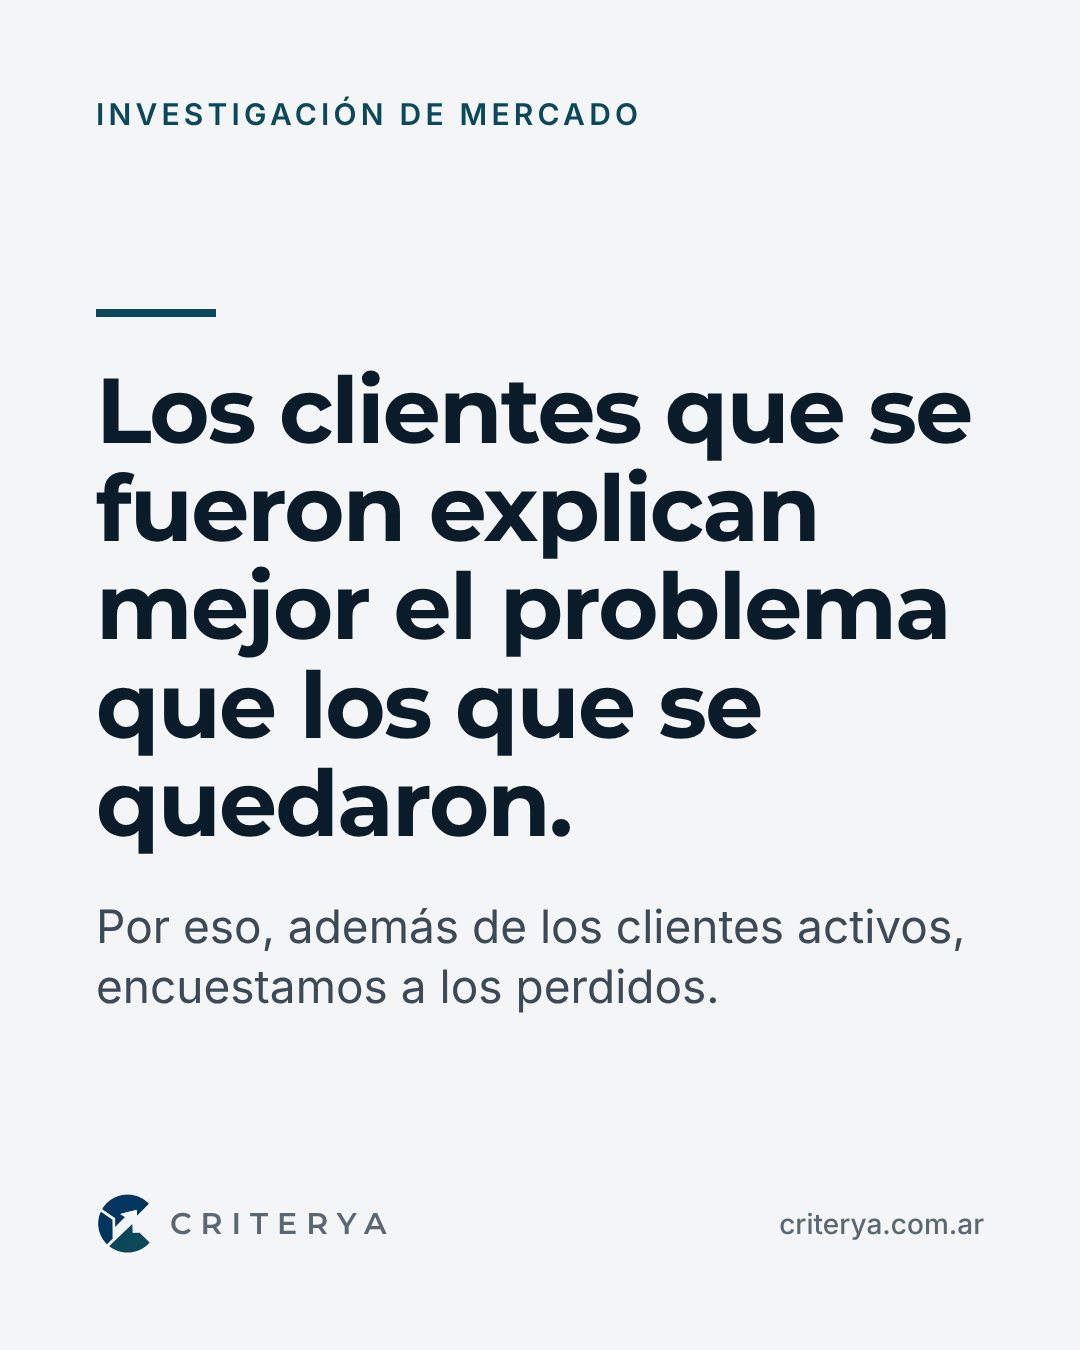 INVESTIGACIÓN DE MERCADO
Los clientes que se
fueron explican
mejor el problema
que los que se
quedaron.
Por eso, además de los clientes activos,
encuestamos a los perdidos.
CRITERYA
criterya.com.ar